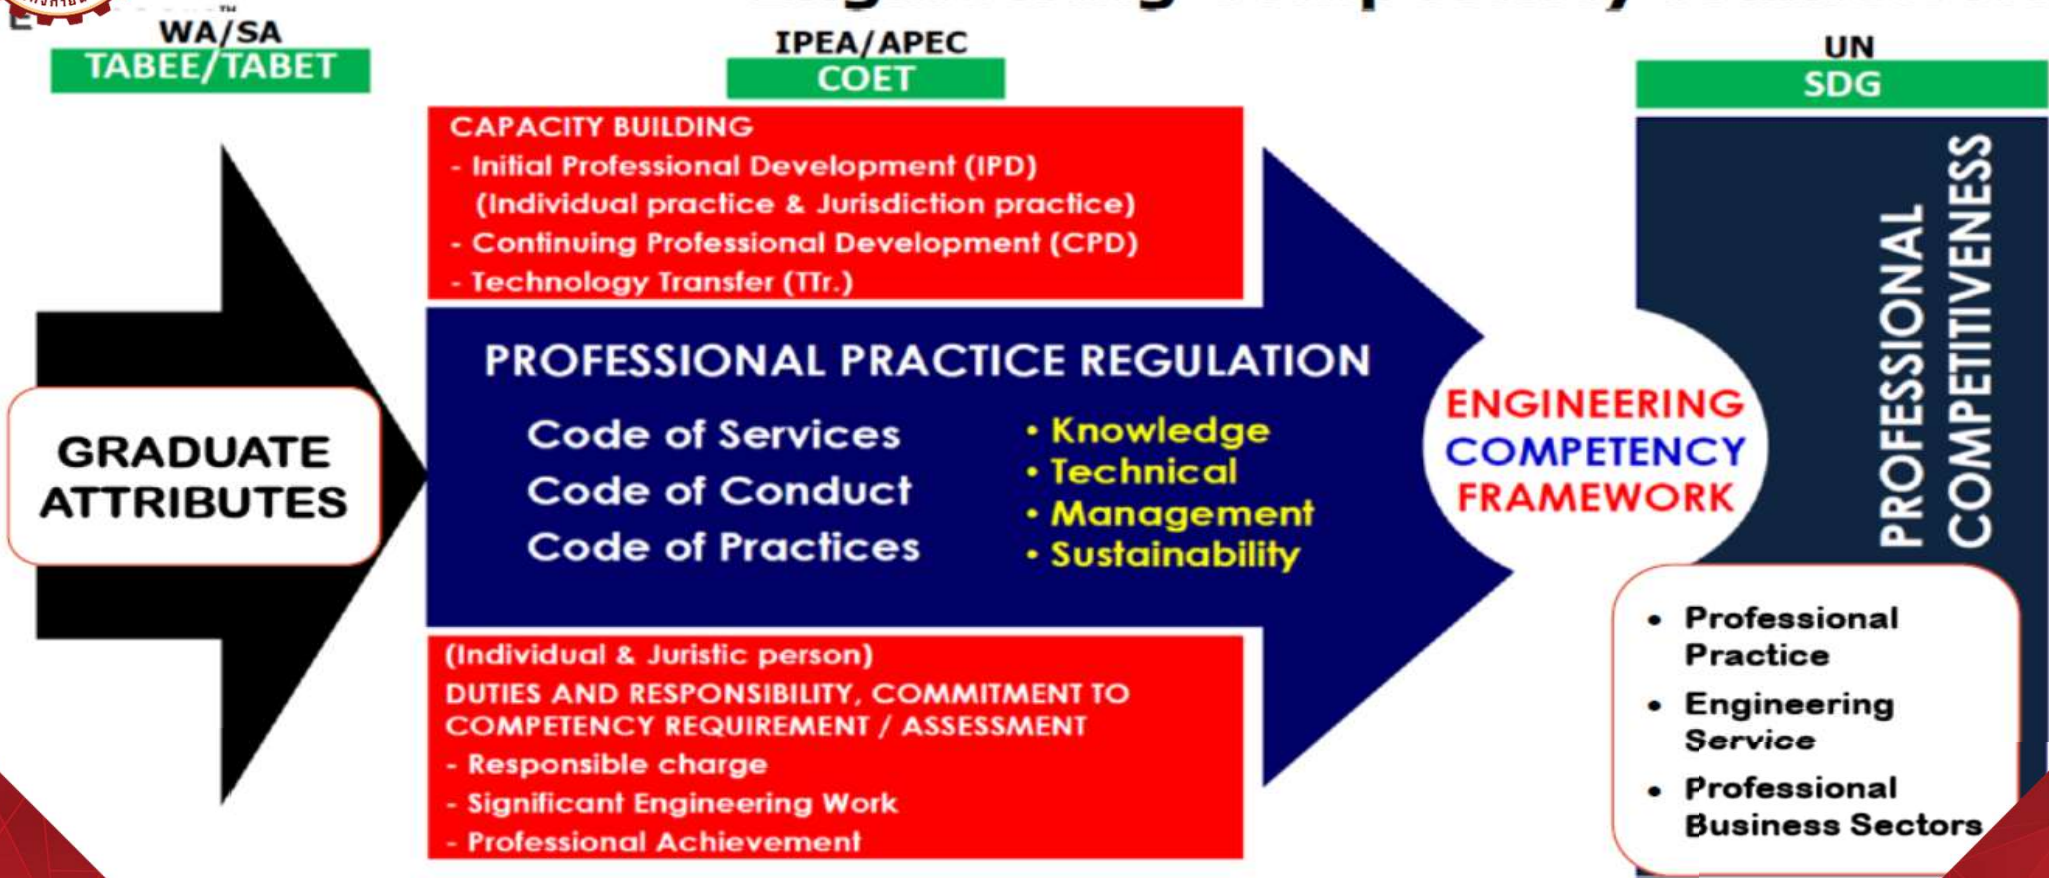 WA/SA
TABEE/TABET
IPEA/APEC
COET
UN
SDG
CAPACITY BUILDING
- Initial Professional Development (IPD)
(Individual practice & Jurisdiction practice)
- Continuing Professional Development (CPD)
- Technology Transfer (TTr.)
GRADUATE
ATTRIBUTES
PROFESSIONAL PRACTICE REGULATION
Code of Services
Code of Conduct
Code of Practices
• Knowledge
• Technical
• Management
• Sustainability
(Individual & Juristic person)
DUTIES AND RESPONSIBILITY, COMMITMENT TO
COMPETENCY REQUIREMENT / ASSESSMENT
- Responsible charge
- Significant Engineering Work
- Professional Achievement
ENGINEERING
COMPETENCY
FRAMEWORK
PROFESSIONAL
COMPETITIVENESS
• Professional
Practice
• Engineering
Service
• Professional
Business Sectors